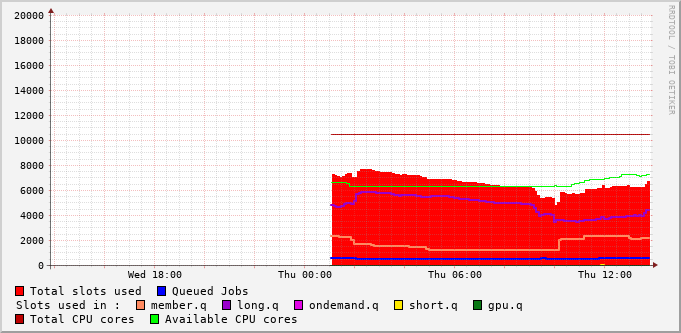 20000
18000
16000
14000
12000
10000
8000
6000
4000
2000
0
Wed 18:00 Thu 00:00 Thu 06:00 Thu 12:00
RRDTOOL / TOBI OETIKER
Total slots used Queued Jobs
Slots used in : member.q long.q ondemand.q short.q gpu.q
Total CPU cores Available CPU cores